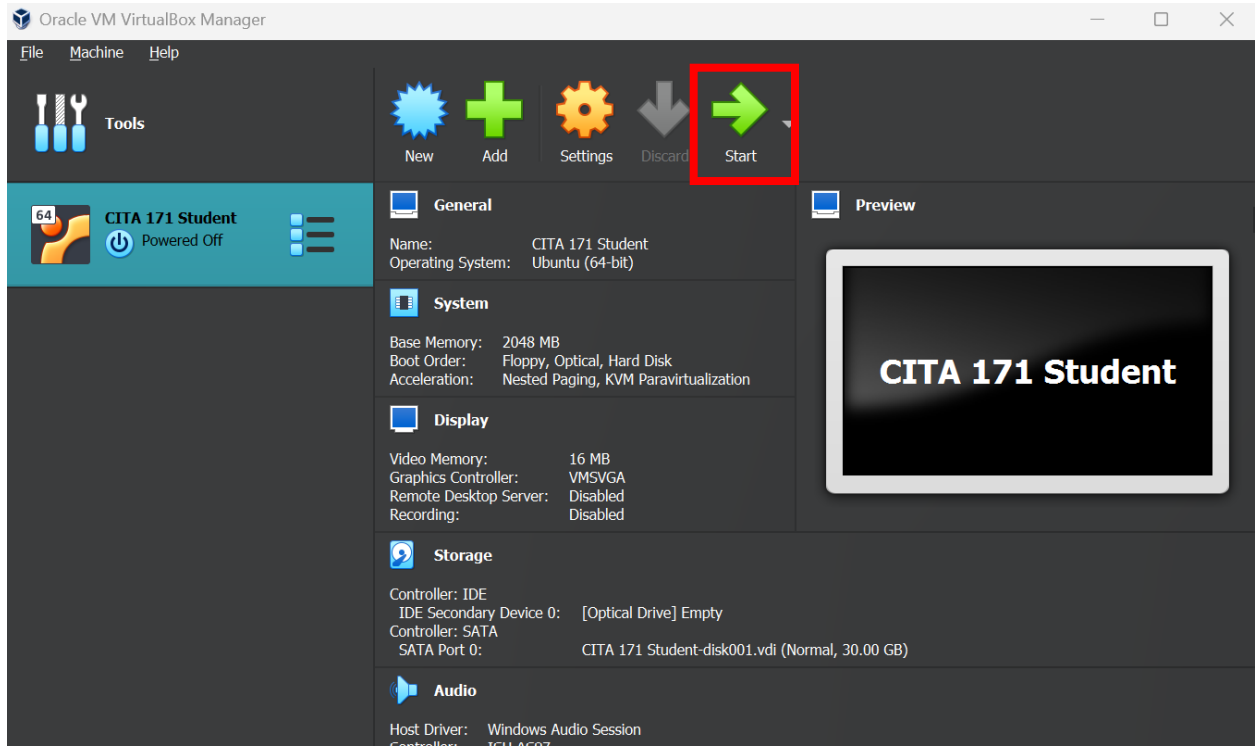 Oracle VM VirtualBox Manager
File Machine Help
Tools
New Add Settings Discard Start
64
CITA 171 Student
Powered Off
General
Name: CITA 171 Student
Operating System: Ubuntu (64-bit)
System
Base Memory: 2048 MB
Boot Order: Floppy, Optical, Hard Disk
Acceleration: Nested Paging, KVM Paravirtualization
Display
Video Memory: 16 MB
Graphics Controller: VMSVGA
Remote Desktop Server: Disabled
Recording: Disabled
Storage
Controller: IDE
IDE Secondary Device 0: [Optical Drive] Empty
Controller: SATA
SATA Port 0: CITA 171 Student-disk001.vdi (Normal, 30.00 GB)
Audio
Host Driver: Windows Audio Session
Preview
CITA 171 Student